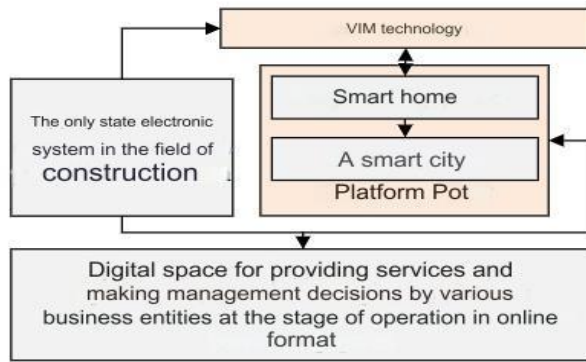 VIM technology
The only state electronic
system in the field of
construction
Smart home
A smart city
Platform Pot
Digital space for providing services and
making management decisions by various
business entities at the stage of operation in online
format